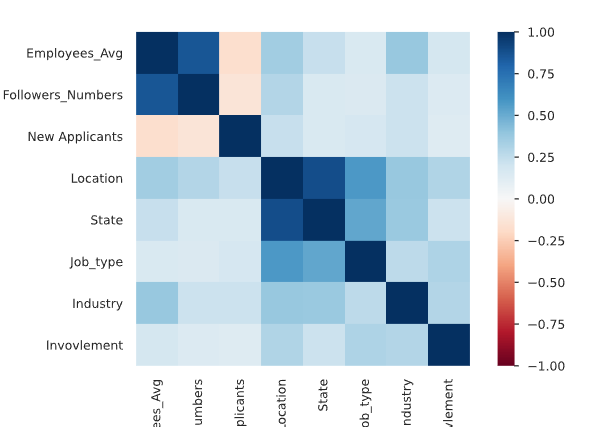 Employees_Avg
Followers_Numbers
New Applicants
Location
State
Job_type
Industry
Invovlement
1.00
0.75
0.50
0.25
0.00
−0.25
−0.50
−0.75
−1.00
ees_Avg
umbers
plicants
ocation
State
ob_type
ndustry
vlement